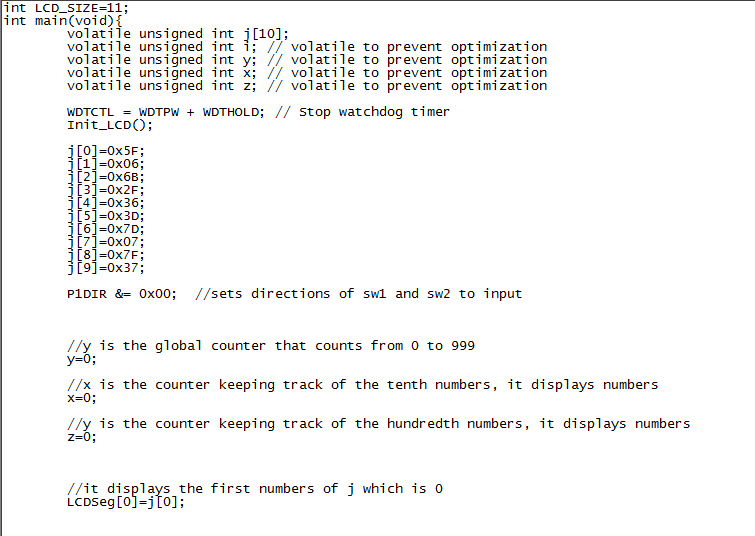 int LCD_SIZE=11;
int main(void){
volatile unsigned int j[10];
volatile unsigned int i; // volatile to prevent optimization
volatile unsigned int y; // volatile to prevent optimization
volatile unsigned int x; // volatile to prevent optimization
volatile unsigned int z; // volatile to prevent optimization
WDTCTL = WDTPW + WDTHOLD; // Stop watchdog timer
Init_LCD();
j[0]=0x5F;
j[1]=0x06;
j[2]=0x6B;
j[3]=0x2F;
j[4]=0x36;
j[5]=0x3D;
j[6]=0x7D;
j[7]=0x07;
j[8]=0x7F;
j[9]=0x37;
P1DIR &= 0x00; //sets directions of sw1 and sw2 to input
//y is the global counter that counts from 0 to 999
y=0;
//x is the counter keeping track of the tenth numbers, it displays numbers
x=0;
//y is the counter keeping track of the hundredth numbers, it displays numbers
z=0;
//it displays the first numbers of j which is 0
LCDSeg[0]=j[0];